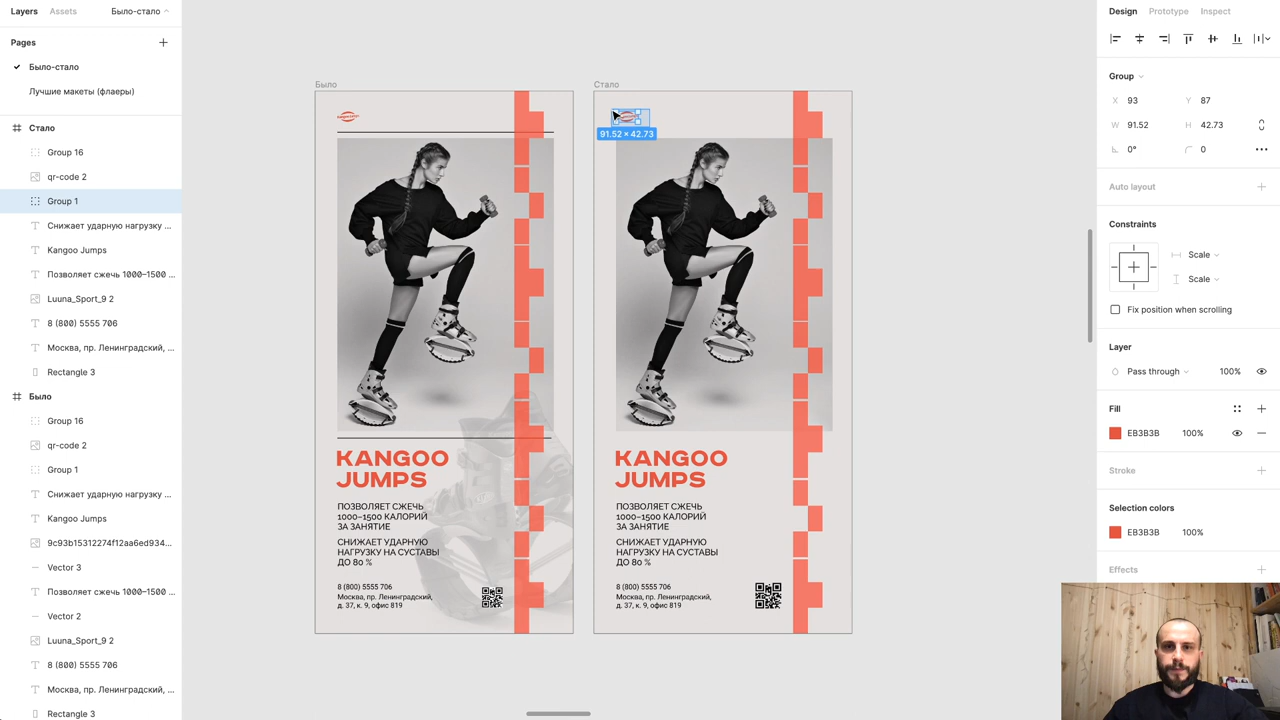 Layers
Assets
Было-стало
Pages
Было-стало
Лучшие макеты (флаеры)
Стало
Group 16
qr-code 2
Group 1
Снижает ударную нагрузку ...
Kangoo Jumps
Позволяет сжечь 1000–1500 ...
Luuna_Sport_9 2
8 (800) 5555 706
Москва, пр. Ленинградский, ...
Rectangle 3
Было
Group 16
qr-code 2
Group 1
Снижает ударную нагрузку ...
Kangoo Jumps
9c93b15312274f12aa6ed934...
Vector 3
Позволяет сжечь 1000–1500 ...
Vector 2
Luuna_Sport_9 2
8 (800) 5555 706
Москва, пр. Ленинградский, ...
Rectangle 3
Было
KANGOO
JUMPS
ПОЗВОЛЯЕТ СЖЕЧЬ
1000–1500 КАЛОРИЙ
ЗА ЗАНЯТИЕ
СНИЖАЕТ УДАРНУЮ
НАГРУЗКУ НА СУСТАВЫ
ДО 80 %
8 (800) 5555 706
Москва, пр. Ленинградский,
д. 37, к. 9, офис 819
Стало
91.52 × 42.73
KANGOO
JUMPS
ПОЗВОЛЯЕТ СЖЕЧЬ
1000–1500 КАЛОРИЙ
ЗА ЗАНЯТИЕ
СНИЖАЕТ УДАРНУЮ
НАГРУЗКУ НА СУСТАВЫ
ДО 80 %
8 (800) 5555 706
Москва, пр. Ленинградский,
д. 37, к. 9, офис 819
Design
Prototype
Inspect
Group
X 93
Y 87
W 91.52
H 42.73
0°
0
Auto layout
Constraints
Scale
Scale
Fix position when scrolling
Layer
Pass through
100%
Fill
EB3B3B
100%
Stroke
Selection colors
EB3B3B
100%
Effects